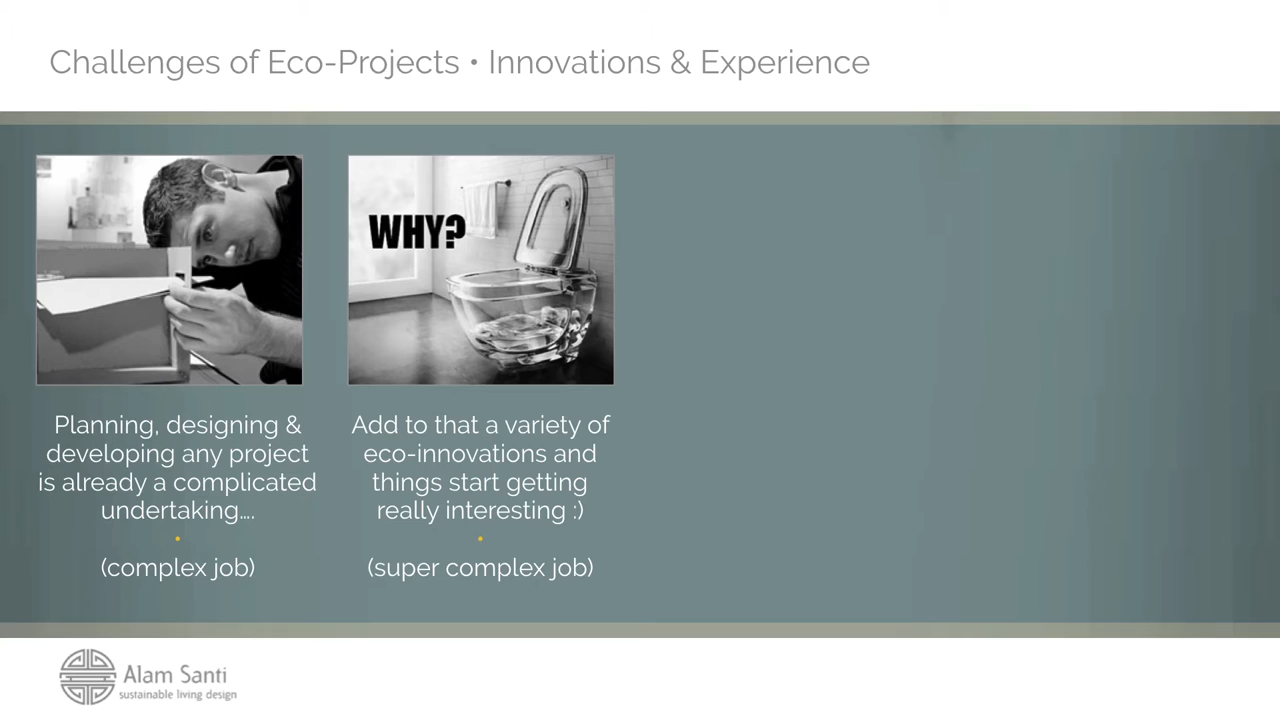 Challenges of Eco-Projects • Innovations & Experience
WHY?
Planning, designing &
developing any project
is already a complicated
undertaking….
•
(complex job)
Add to that a variety of
eco-innovations and
things start getting
really interesting :)
•
(super complex job)
Alam Santi
sustainable living design